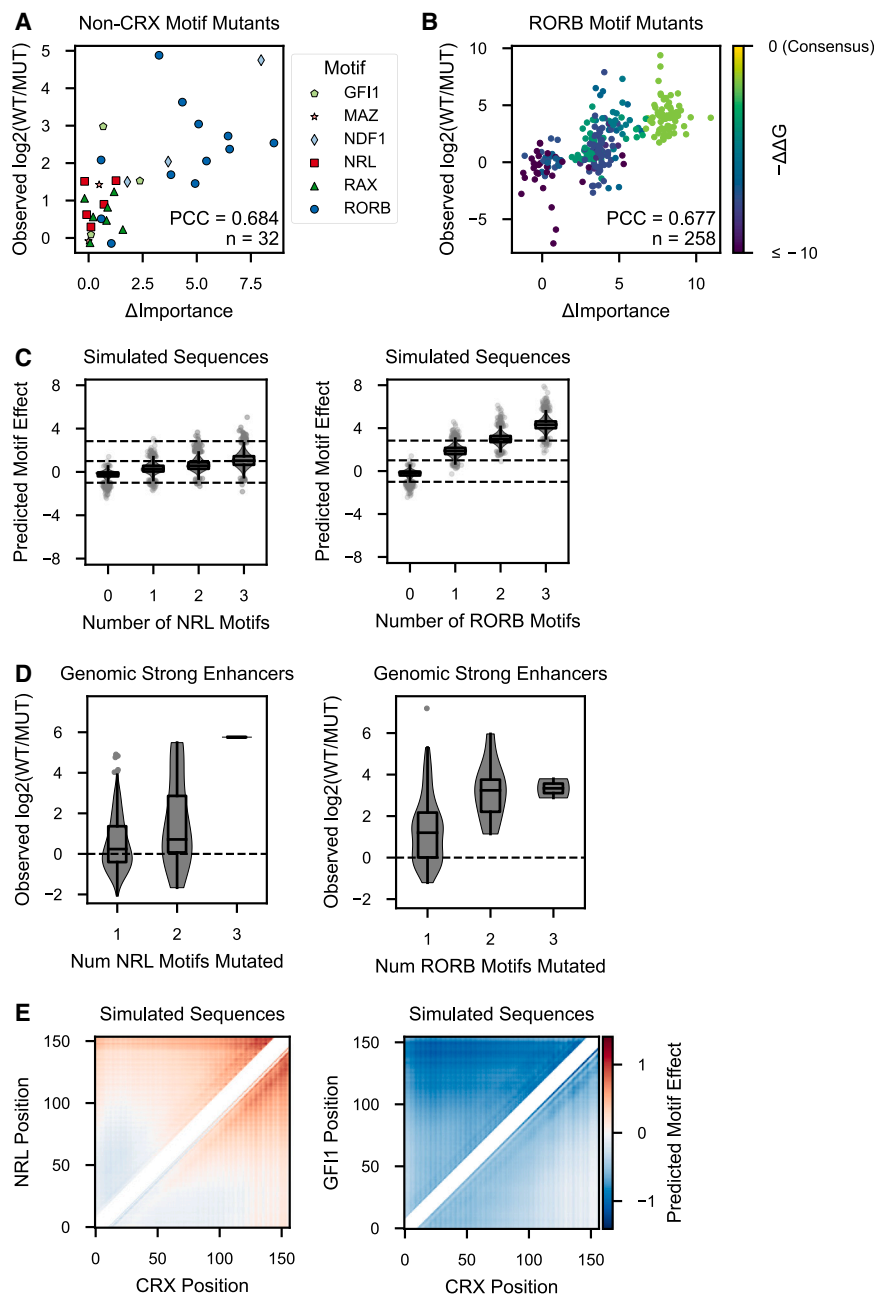 A
Non-CRX Motif Mutants
Observed log2(WT/MUT)
5
4
3
2
1
0
PCC = 0.684
n = 32
0.0
2.5
5.0
7.5
ΔImportance
Motif
GFI1
MAZ
NDF1
NRL
RAX
RORB
B
RORB Motif Mutants
Observed log2(WT/MUT)
10
5
0
−5
PCC = 0.677
n = 258
0
5
10
ΔImportance
0 (Consensus)
−ΔΔG
≤ −10
C
Simulated Sequences
Predicted Motif Effect
8
4
0
−4
−8
0
1
2
3
Number of NRL Motifs
Simulated Sequences
Predicted Motif Effect
8
4
0
−4
−8
0
1
2
3
Number of RORB Motifs
D
Genomic Strong Enhancers
Observed log2(WT/MUT)
6
4
2
0
−2
1
2
3
Num NRL Motifs Mutated
Genomic Strong Enhancers
Observed log2(WT/MUT)
6
4
2
0
−2
1
2
3
Num RORB Motifs Mutated
E
Simulated Sequences
NRL Position
150
100
50
0
0
50
100
150
CRX Position
Simulated Sequences
GFI1 Position
150
100
50
0
0
50
100
150
CRX Position
1
0
−1
Predicted Motif Effect